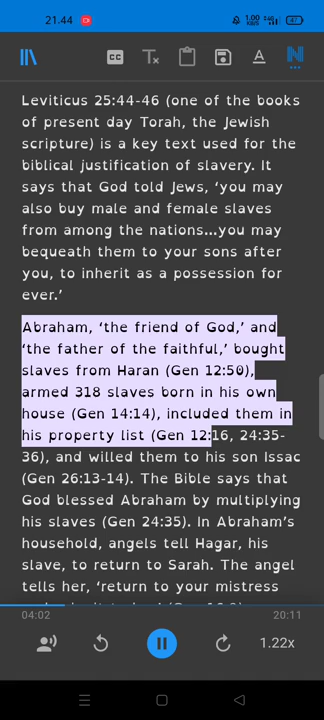 21.44
1.00
KB/S
47
CC
Leviticus 25:44-46 (one of the books
of present day Torah, the Jewish
scripture) is a key text used for the
biblical justification of slavery. It
says that God told Jews, ‘you may
also buy male and female slaves
from among the nations...you may
bequeath them to your sons after
you, to inherit as a possession for
ever.’
Abraham, ‘the friend of God,’ and
‘the father of the faithful,’ bought
slaves from Haran (Gen 12:50),
armed 318 slaves born in his own
house (Gen 14:14), included them in
his property list (Gen 12:16, 24:35-
36), and willed them to his son Issac
(Gen 26:13-14). The Bible says that
God blessed Abraham by multiplying
his slaves (Gen 24:35). In Abraham’s
household, angels tell Hagar, his
slave, to return to Sarah. The angel
tells her, ‘return to your mistress
04:02
20:11
1.22x